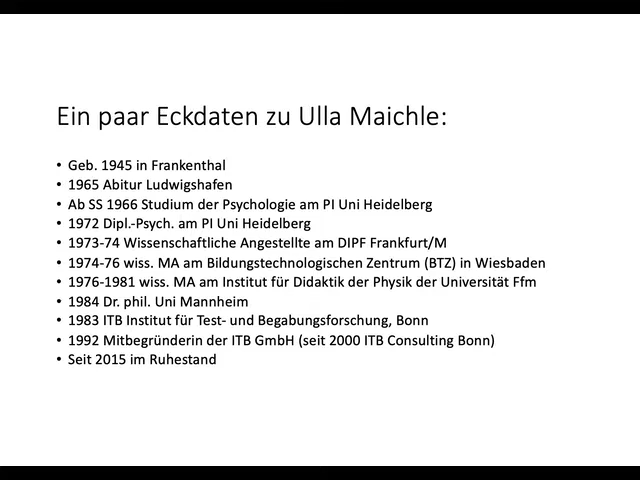 Ein paar Eckdaten zu Ulla Maichle:
• Geb. 1945 in Frankenthal
• 1965 Abitur Ludwigshafen
• Ab SS 1966 Studium der Psychologie am PI Uni Heidelberg
• 1972 Dipl.-Psych. am PI Uni Heidelberg
• 1973-74 Wissenschaftliche Angestellte am DIPF Frankfurt/M
• 1974-76 wiss. MA am Bildungstechnologischen Zentrum (BTZ) in Wiesbaden
• 1976-1981 wiss. MA am Institut für Didaktik der Physik der Universität Ffm
• 1984 Dr. phil. Uni Mannheim
• 1983 ITB Institut für Test- und Begabungsforschung, Bonn
• 1992 Mitbegründerin der ITB GmbH (seit 2000 ITB Consulting Bonn)
• Seit 2015 im Ruhestand